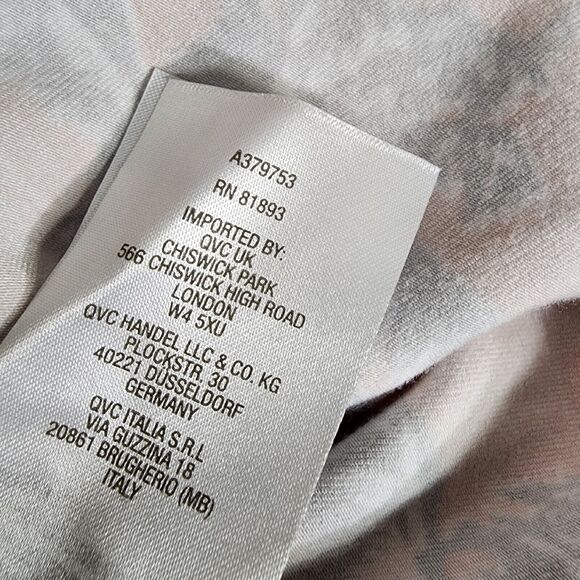 A379753
RN 81893
IMPORTED BY:
QVC UK
CHISWICK PARK
566 CHISWICK HIGH ROAD
LONDON
W4 5XU
QVC HANDEL LLC & CO. KG
PLOCKSTR. 30
40221 DÜSSELDORF
GERMANY
QVC ITALIA S.R.L
VIA GUZZINA 18
20861 BRUGHERIO (MB)
ITALY